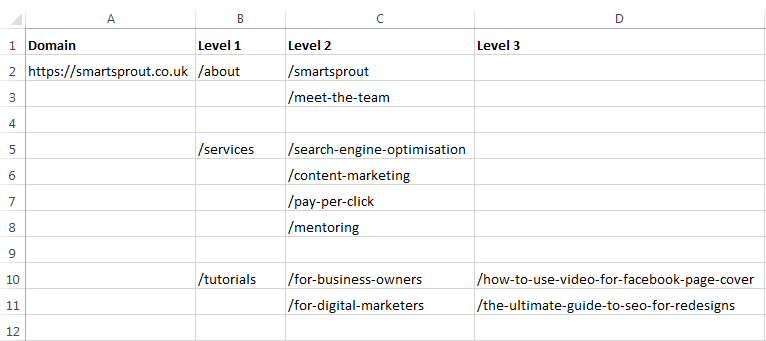 A B C D
1 Domain Level 1 Level 2 Level 3
2 https://smartsprout.co.uk /about /smartsprout
3 /meet-the-team
4
5 /services /search-engine-optimisation
6 /content-marketing
7 /pay-per-click
8 /mentoring
9
10 /tutorials /for-business-owners /how-to-use-video-for-facebook-page-cover
11 /for-digital-marketers /the-ultimate-guide-to-seo-for-redesigns
12